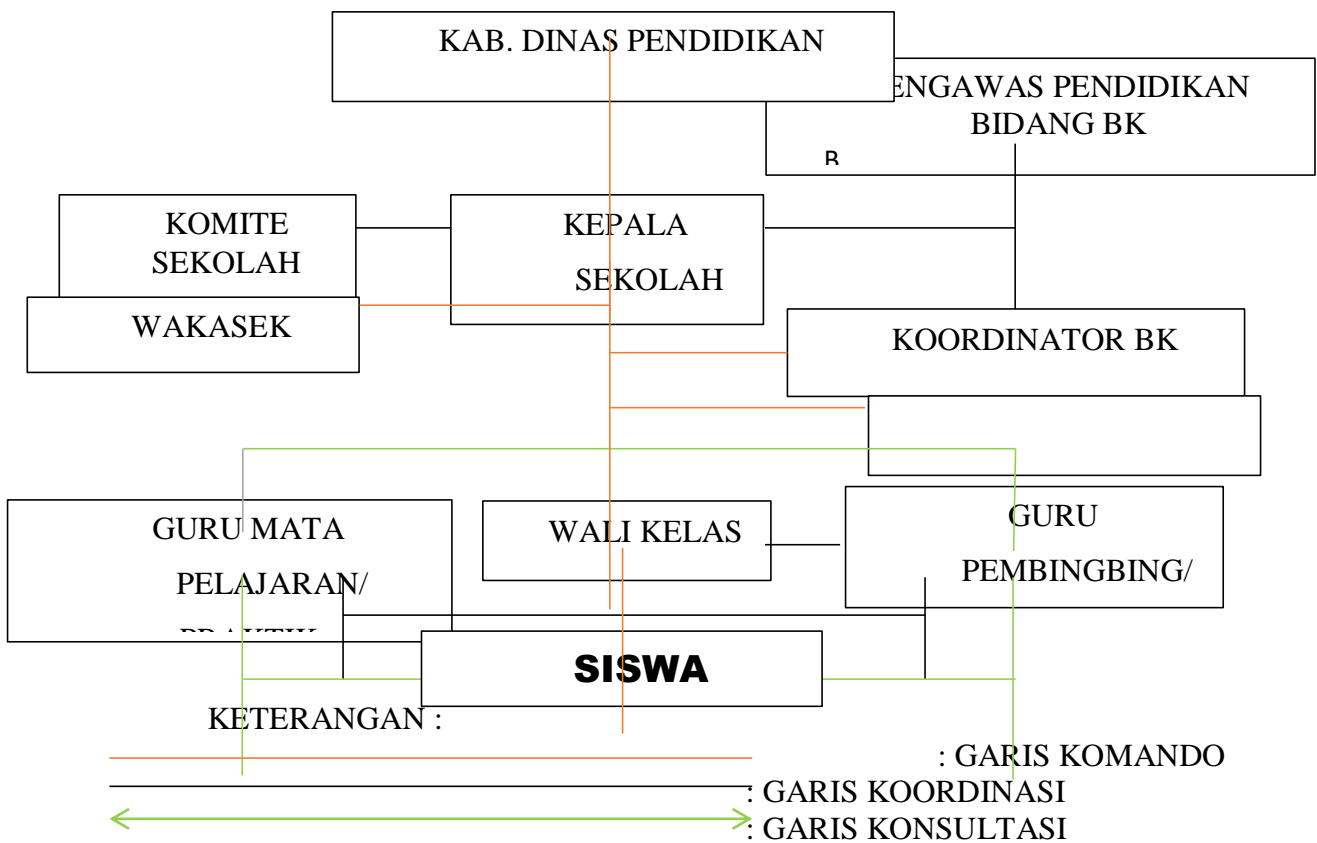 KAB. DINAS PENDIDIKAN
ENGAWAS PENDIDIKAN
BIDANG BK
KOMITE
SEKOLAH
KEPALA
SEKOLAH
WAKASEK
KOORDINATOR BK
GURU MATA
PELAJARAN/
WALI KELAS
GURU
PEMBINGBING/
SISWA
KETERANGAN :
: GARIS KOMANDO
: GARIS KOORDINASI
: GARIS KONSULTASI